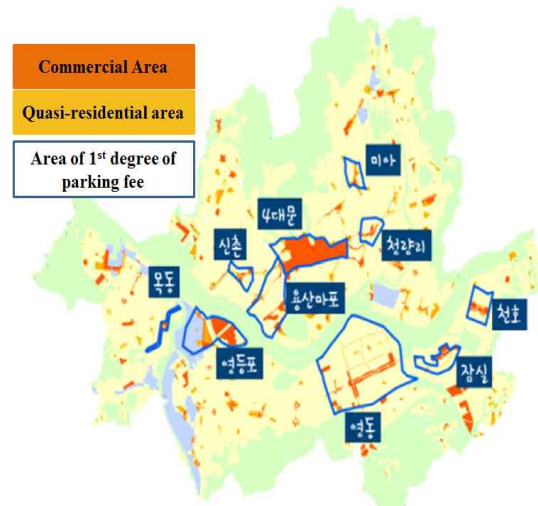 Commercial Area
Quasi-residential area
Area of 1st degree of
parking fee
미아
4대문
청량리
신촌
목동
용산마포
천호
영등포
잠실
영동